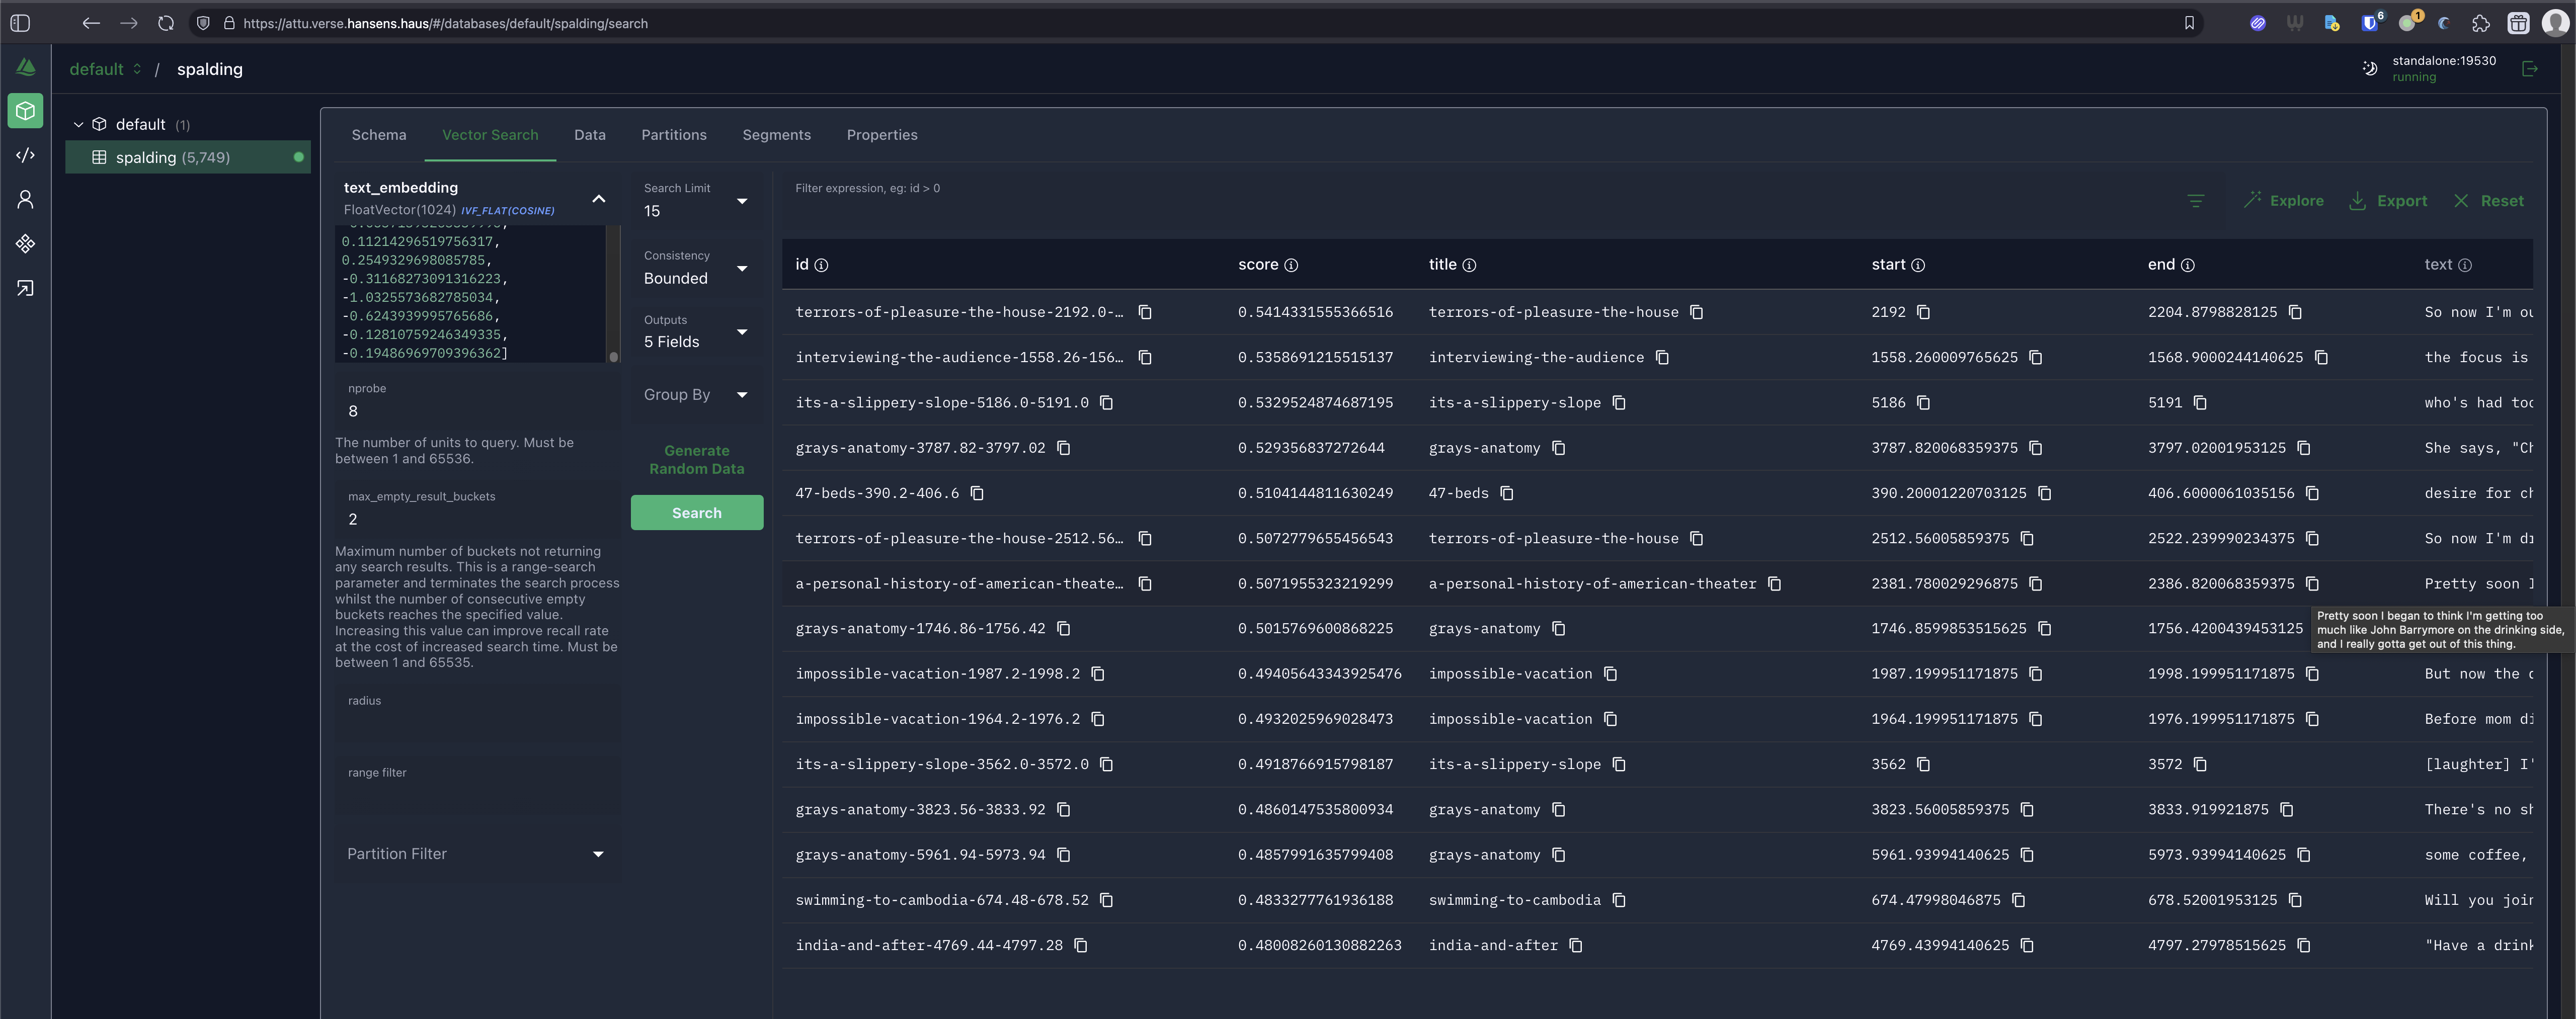 https://attu.verse.hansens.haus/#/databases/default/spalding/search
6
1
default / spalding
standalone:19530
running
default (1)
spalding (5,749)
Schema
Vector Search
Data
Partitions
Segments
Properties
text_embedding
FloatVector(1024) IVF_FLAT(COSINE)
0.11214296519756317,
0.2549329698085785,
-0.31168273091316223,
-1.0325573682785034,
-0.6243939995765686,
-0.12810759246349335,
-0.19486969709396362]
nprobe
8
The number of units to query. Must be
between 1 and 65536.
max_empty_result_buckets
2
Maximum number of buckets not returning
any search results. This is a range-search
parameter and terminates the search process
whilst the number of consecutive empty
buckets reaches the specified value.
Increasing this value can improve recall rate
at the cost of increased search time. Must be
between 1 and 65535.
radius
range filter
Partition Filter
Search Limit
15
Consistency
Bounded
Outputs
5 Fields
Group By
Generate
Random Data
Search
Filter expression, eg: id > 0
Explore
Export
Reset
id score title start end text
terrors-of-pleasure-the-house-2192.0-… 0.5414331555366516 terrors-of-pleasure-the-house 2192 2204.8798828125 So now I'm ou
interviewing-the-audience-1558.26-156… 0.5358691215515137 interviewing-the-audience 1558.260009765625 1568.9000244140625 the focus is
its-a-slippery-slope-5186.0-5191.0 0.5329524874687195 its-a-slippery-slope 5186 5191 who's had too
grays-anatomy-3787.82-3797.02 0.529356837272644 grays-anatomy 3787.820068359375 3797.02001953125 She says, "Ch
47-beds-390.2-406.6 0.5104144811630249 47-beds 390.20001220703125 406.6000061035156 desire for ch
terrors-of-pleasure-the-house-2512.56… 0.5072779655456543 terrors-of-pleasure-the-house 2512.56005859375 2522.239990234375 So now I'm dr
a-personal-history-of-american-theate… 0.5071955323219299 a-personal-history-of-american-theater 2381.780029296875 2386.820068359375 Pretty soon I
grays-anatomy-1746.86-1756.42 0.5015769600868225 grays-anatomy 1746.8599853515625 1756.4200439453125
Pretty soon I began to think I'm getting too
much like John Barrymore on the drinking side,
and I really gotta get out of this thing.
impossible-vacation-1987.2-1998.2 0.49405643343925476 impossible-vacation 1987.199951171875 1998.199951171875 But now the
impossible-vacation-1964.2-1976.2 0.4932025969028473 impossible-vacation 1964.199951171875 1976.199951171875 Before mom di
its-a-slippery-slope-3562.0-3572.0 0.4918766915798187 its-a-slippery-slope 3562 3572 [laughter] I'
grays-anatomy-3823.56-3833.92 0.4860147535800934 grays-anatomy 3823.56005859375 3833.919921875 There's no sh
grays-anatomy-5961.94-5973.94 0.4857991635799408 grays-anatomy 5961.93994140625 5973.93994140625 some coffee,
swimming-to-cambodia-674.48-678.52 0.4833277761936188 swimming-to-cambodia 674.47998046875 678.52001953125 Will you join
india-and-after-4769.44-4797.28 0.48008260130882263 india-and-after 4769.43994140625 4797.27978515625 "Have a drink